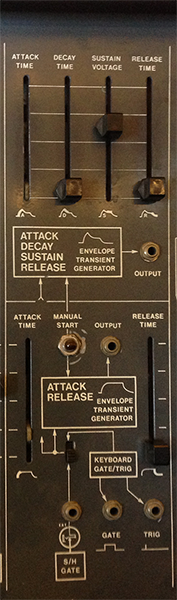 ATTACK TIME
DECAY TIME
SUSTAIN VOLTAGE
RELEASE TIME
ATTACK
DECAY
SUSTAIN
RELEASE
ENVELOPE
TRANSIENT
GENERATOR
OUTPUT
ATTACK TIME
MANUAL START
OUTPUT
RELEASE TIME
ATTACK
RELEASE
ENVELOPE
TRANSIENT
GENERATOR
KEYBOARD
GATE/TRIG
S/H
GATE
GATE
TRIG